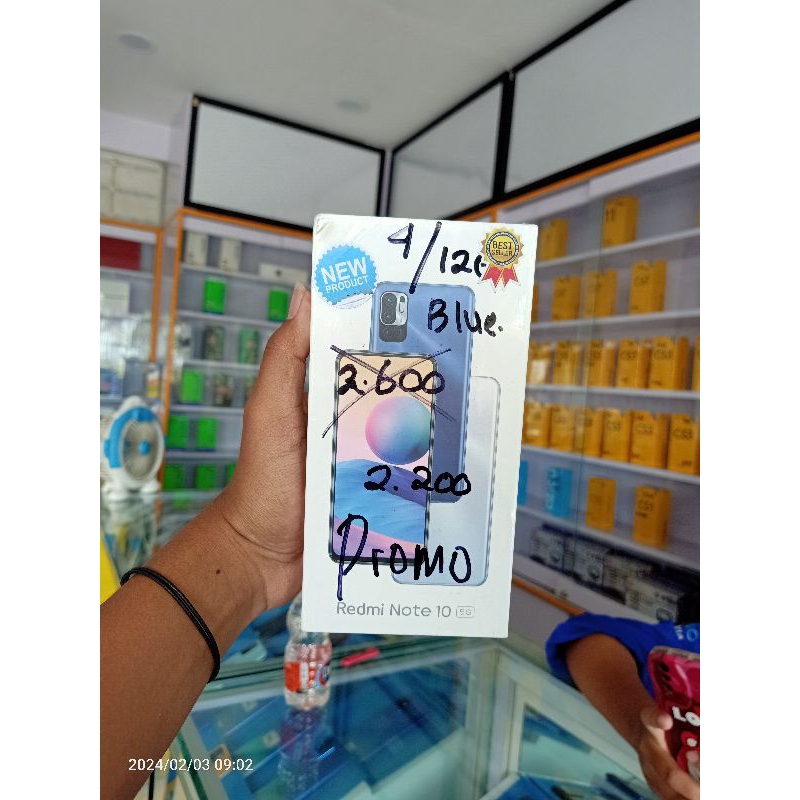 4/128
Blue.
NEW
PRODUCT
BEST
SELLER
2.600
2.200
Promo
Redmi Note 10 5G
LO
2024/02/03 09:02